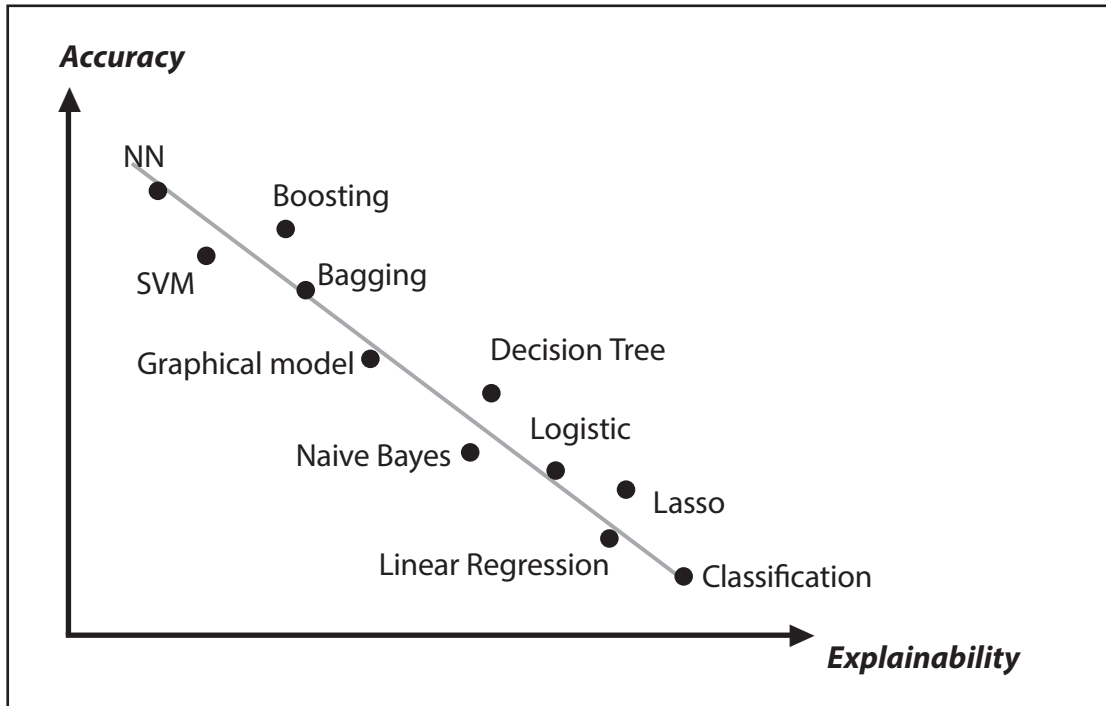 Accuracy
NN
Boosting
SVM
Bagging
Graphical model
Decision Tree
Logistic
Naive Bayes
Lasso
Linear Regression
Classification
Explainability